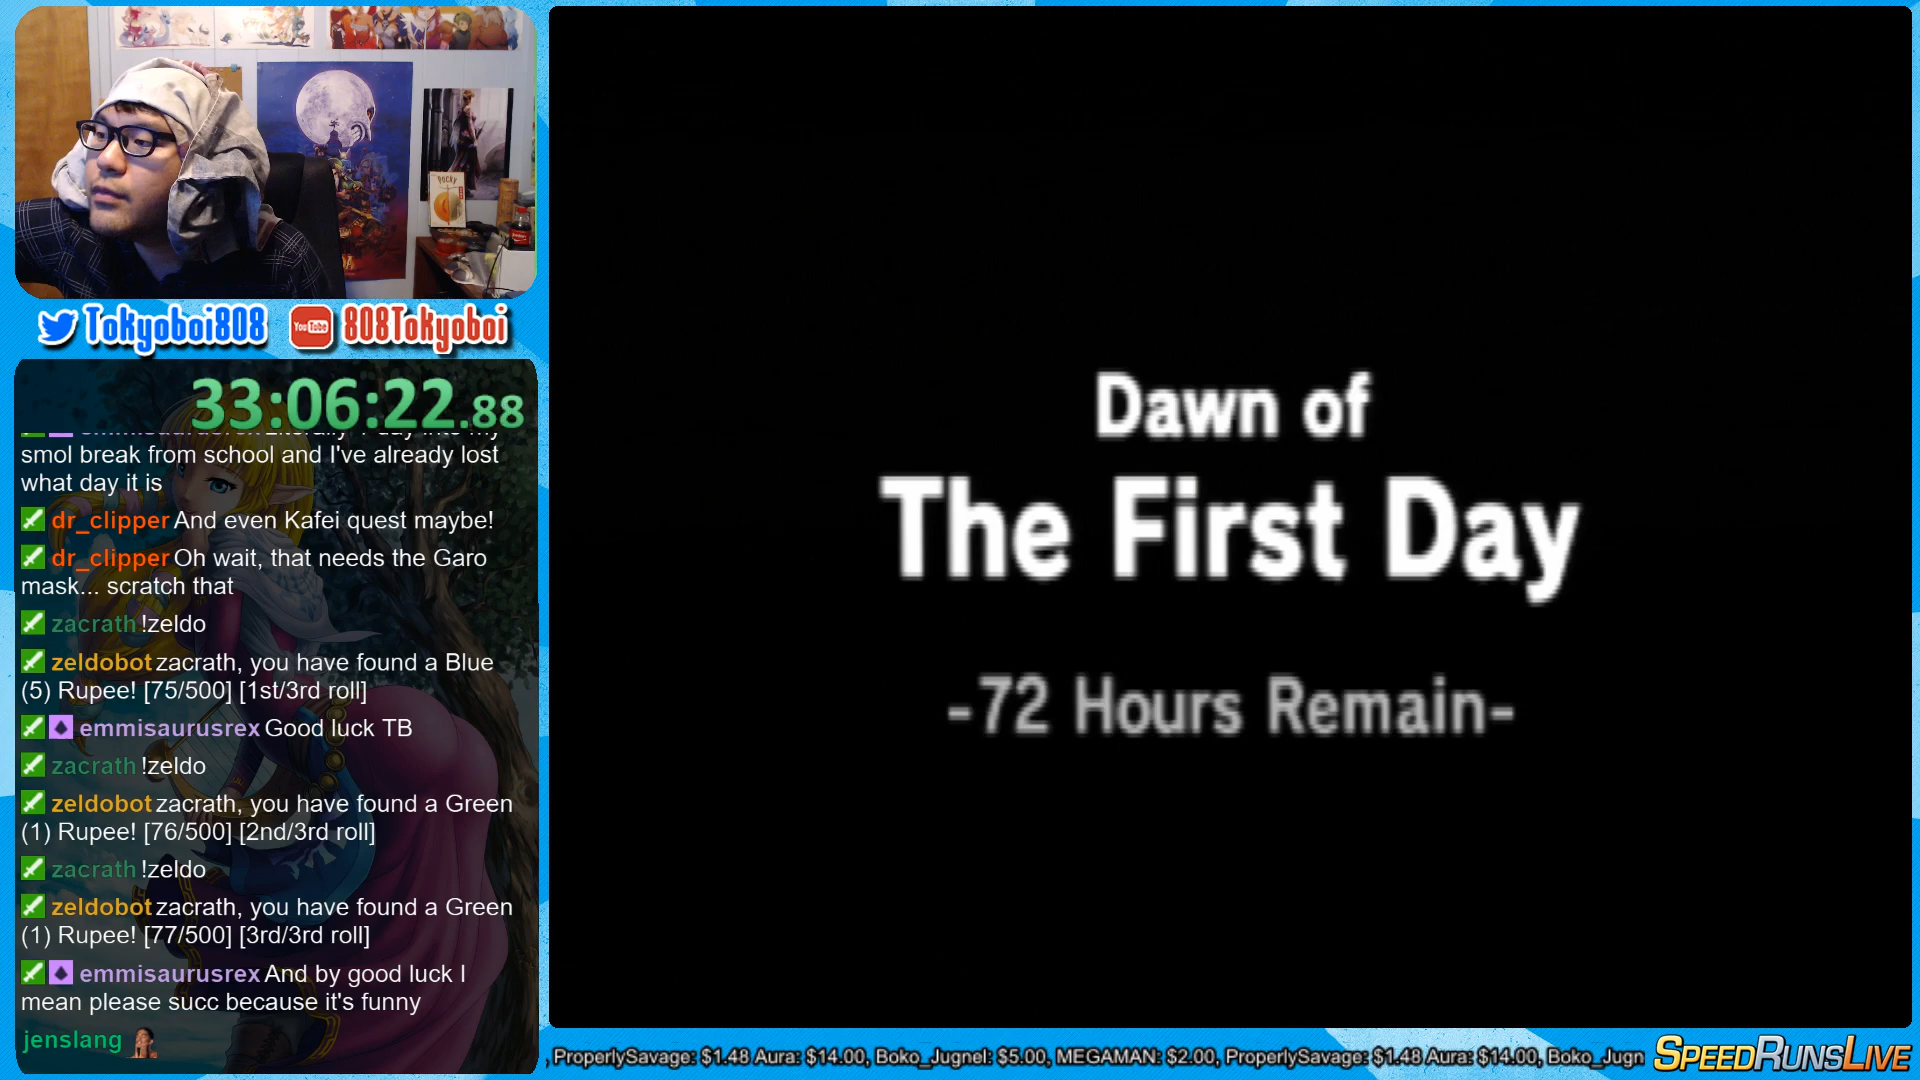 POCKY
Tokyoboi808
YouTube
808Tokyoboi
33:06:22.88
smol break from school and I've already lost
what day it is
dr_clipper And even Kafei quest maybe!
dr_clipper Oh wait, that needs the Garo
mask... scratch that
zacrath !zeldo
zeldobot zacrath, you have found a Blue
(5) Rupee! [75/500] [1st/3rd roll]
emmisaurusrex Good luck TB
zacrath !zeldo
zeldobot zacrath, you have found a Green
(1) Rupee! [76/500] [2nd/3rd roll]
zacrath !zeldo
zeldobot zacrath, you have found a Green
(1) Rupee! [77/500] [3rd/3rd roll]
emmisaurusrex And by good luck I
mean please succ because it's funny
jenslang
Dawn of
The First Day
-72 Hours Remain-
, ProperlySavage: $1.48 Aura: $14.00, Boko_Jugnel: $5.00, MEGAMAN: $2.00, ProperlySavage: $1.48 Aura: $14.00, Boko_Jugn
SPEEDRUNSLIVE